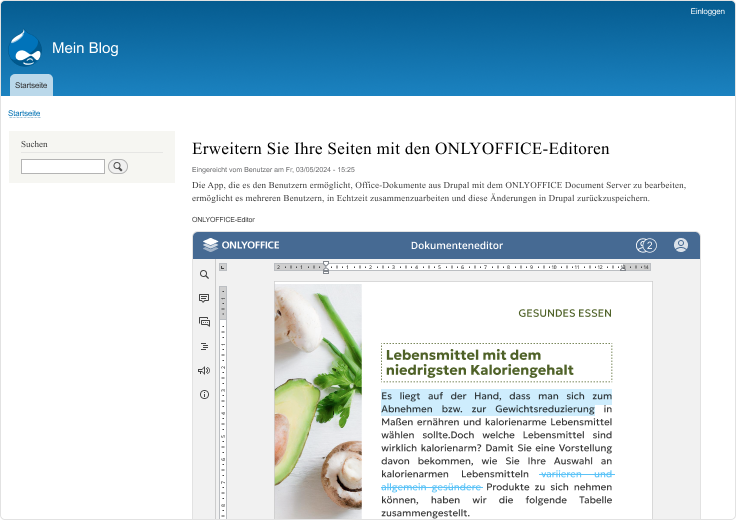 Einloggen
Mein Blog
Startseite
Startseite
Suchen
Erweitern Sie Ihre Seiten mit den ONLYOFFICE-Editoren
Eingereicht vom Benutzer am Fr, 03/05/2024 - 15:25
Die App, die es den Benutzern ermöglicht, Office-Dokumente aus Drupal mit dem ONLYOFFICE Document Server zu bearbeiten,
ermöglicht es mehreren Benutzern, in Echtzeit zusammenzuarbeiten und diese Änderungen in Drupal zurückzuspeichern.
ONLYOFFICE-Editor
ONLYOFFICE
Dokumenteneditor
2
GESUNDES ESSEN
Lebensmittel mit dem
niedrigsten Kaloriengehalt
Es liegt auf der Hand, dass man sich zum
Abnehmen bzw. zur Gewichtsreduzierung in
Maßen ernähren und kalorienarme Lebensmittel
wählen sollte.Doch welche Lebensmittel sind
wirklich kalorienarm? Damit Sie eine Vorstellung
davon bekommen, wie Sie Ihre Auswahl an
kalorienarmen Lebensmitteln variieren und
allgemein gesündere Produkte zu sich nehmen
können, haben wir die folgende Tabelle
zusammengestellt.